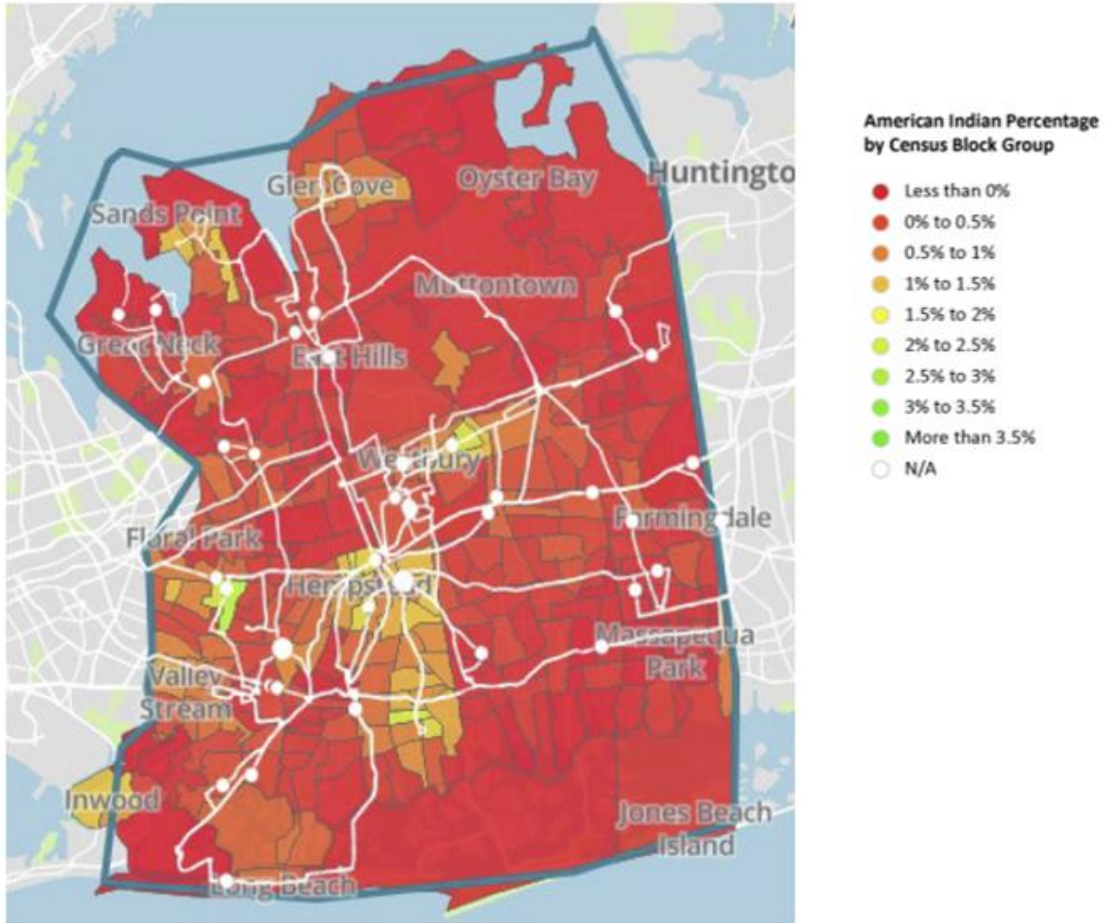 American Indian Percentage
by Census Block Group
Less than 0%
0% to 0.5%
0.5% to 1%
1% to 1.5%
1.5% to 2%
2% to 2.5%
2.5% to 3%
3% to 3.5%
More than 3.5%
N/A
Glen Cove
Oyster Bay
Huntingto
Sands Point
Muttontown
Great Neck
East Hills
Westbury
Farmingdale
Floral Park
Hempstead
Massapequa
Park
Valley
Stream
Inwood
Jones Beach
Island
Long Beach